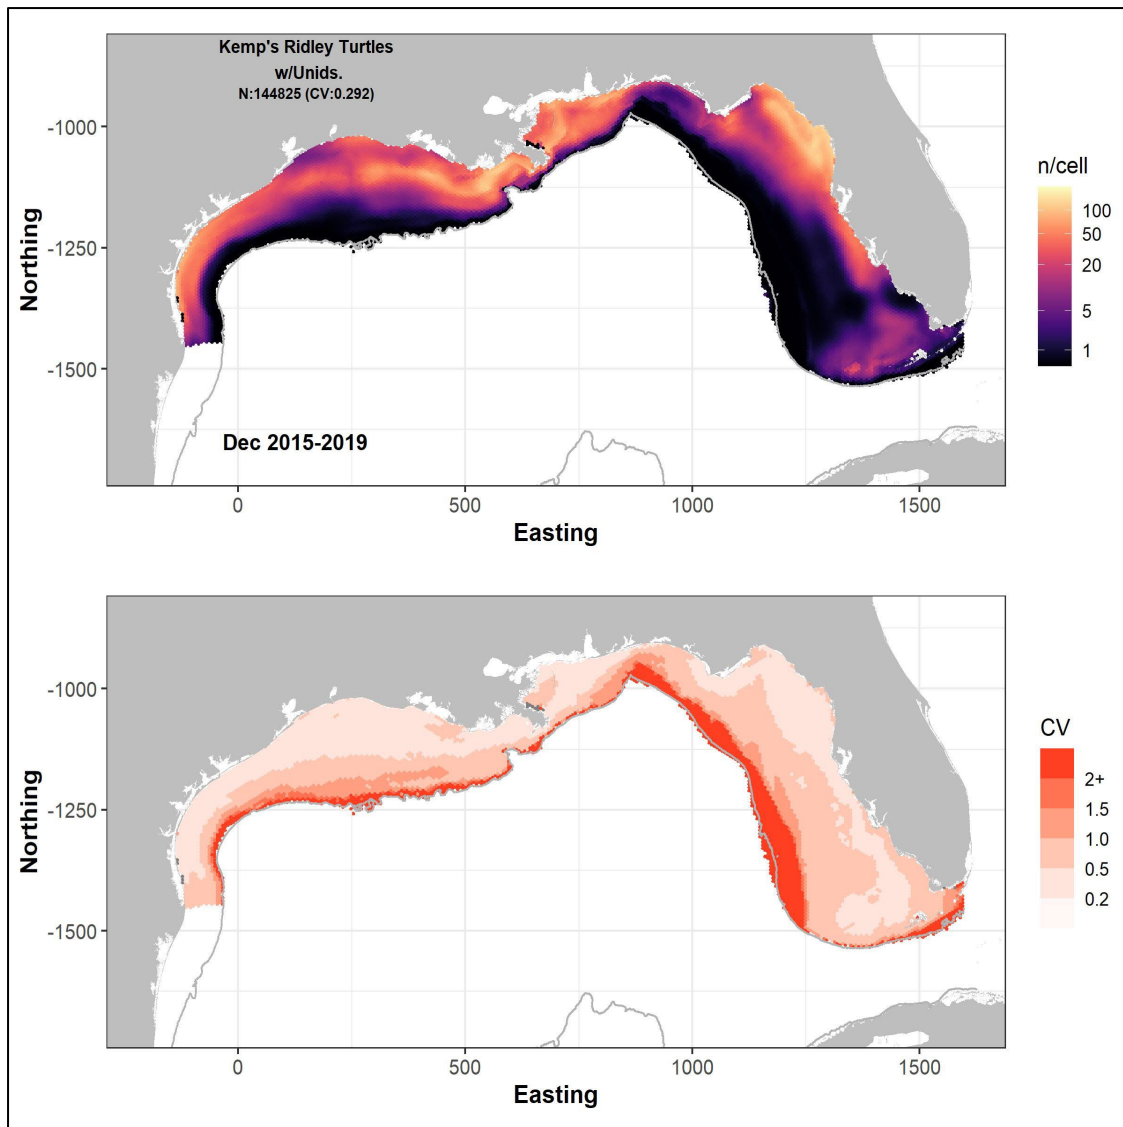 Kemp's Ridley Turtles
w/Unids.
N:144825 (CV:0.292)
-1000
-1250
-1500
Northing
Dec 2015-2019
0
500
1000
1500
Easting
n/cell
100
50
20
5
1
-1000
-1250
-1500
Northing
0
500
1000
1500
Easting
CV
2+
1.5
1.0
0.5
0.2